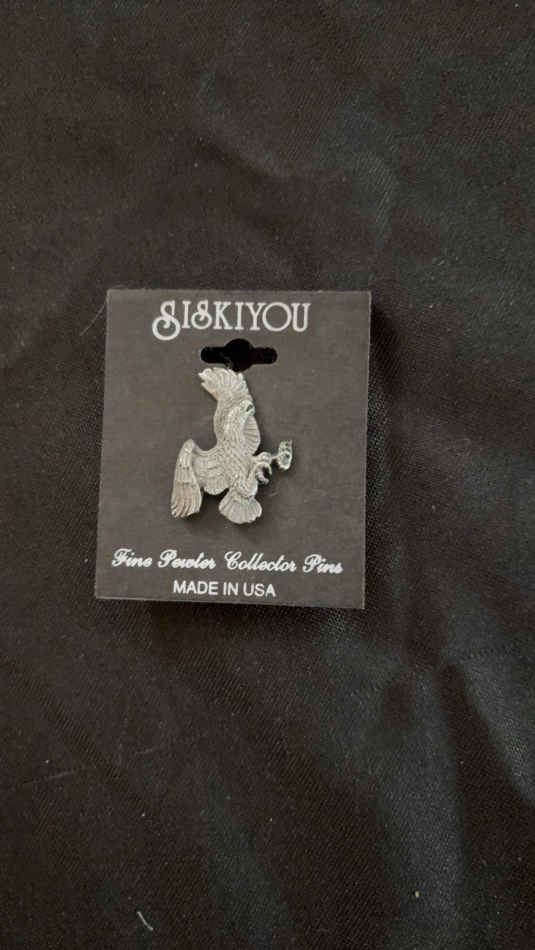 SISKIYOU
Fine Pewter Collector Pins
MADE IN USA